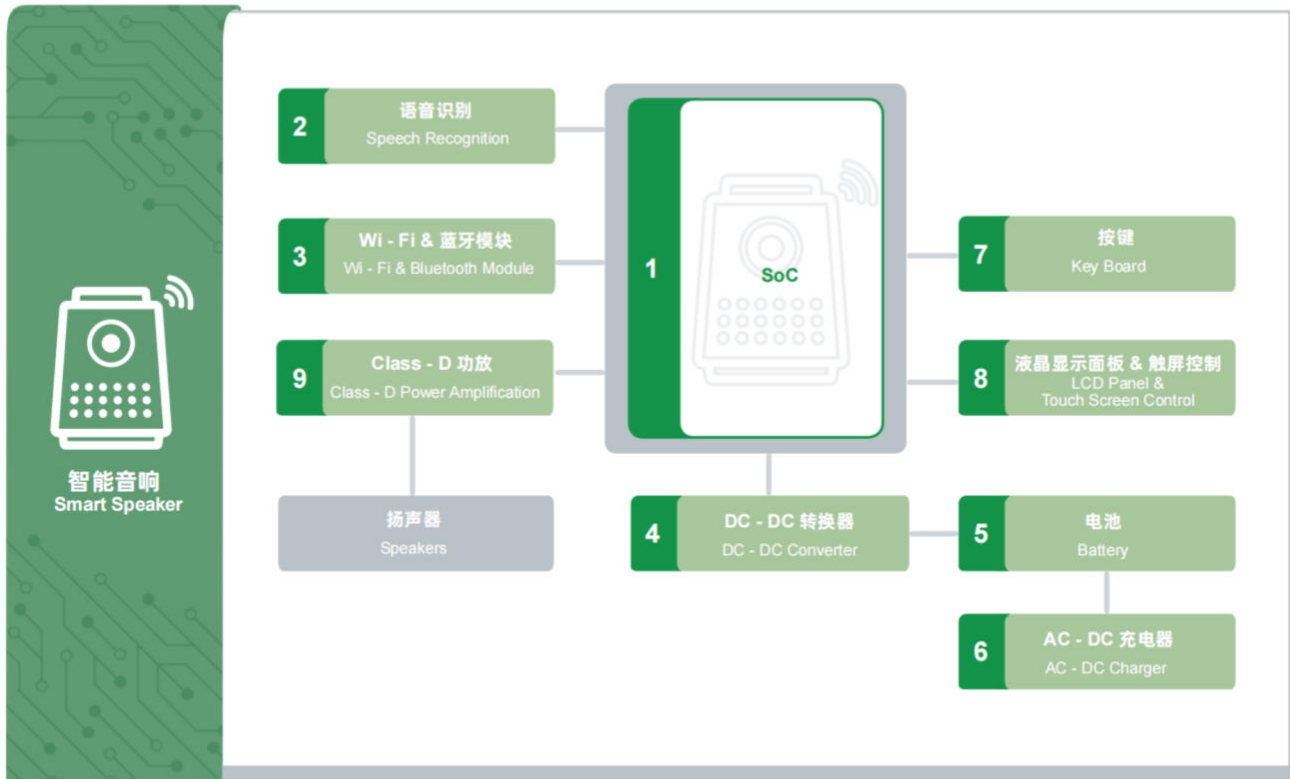 智能音响
Smart Speaker
2
语音识别
Speech Recognition
3
Wi - Fi & 蓝牙模块
Wi - Fi & Bluetooth Module
9
Class - D 功放
Class - D Power Amplification
扬声器
Speakers
1
SoC
4
DC - DC 转换器
DC - DC Converter
5
电池
Battery
6
AC - DC 充电器
AC - DC Charger
7
按键
Key Board
8
液晶显示面板 & 触屏控制
LCD Panel &
Touch Screen Control